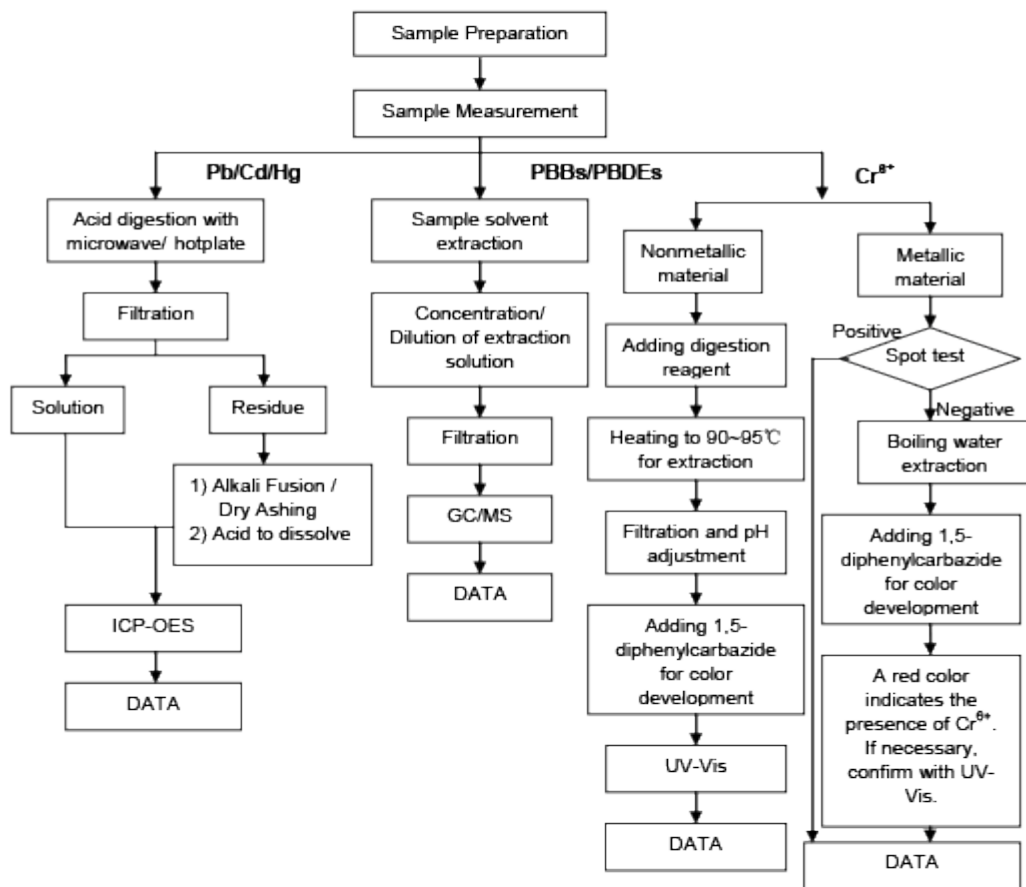 Sample Preparation
Sample Measurement
Pb/Cd/Hg
PBBs/PBDEs
Cr⁶⁺
Acid digestion with
microwave/ hotplate
Filtration
Solution
Residue
1) Alkali Fusion /
Dry Ashing
2) Acid to dissolve
ICP-OES
DATA
Sample solvent
extraction
Concentration/
Dilution of extraction
solution
Filtration
GC/MS
DATA
Nonmetallic
material
Adding digestion
reagent
Heating to 90~95℃
for extraction
Filtration and pH
adjustment
Adding 1,5-
diphenylcarbazide
for color
development
UV-Vis
DATA
Metallic
material
Positive
Spot test
Negative
Boiling water
extraction
Adding 1,5-
diphenylcarbazide
for color
development
A red color
indicates the
presence of Cr⁶⁺.
If necessary,
confirm with UV-
Vis.
DATA